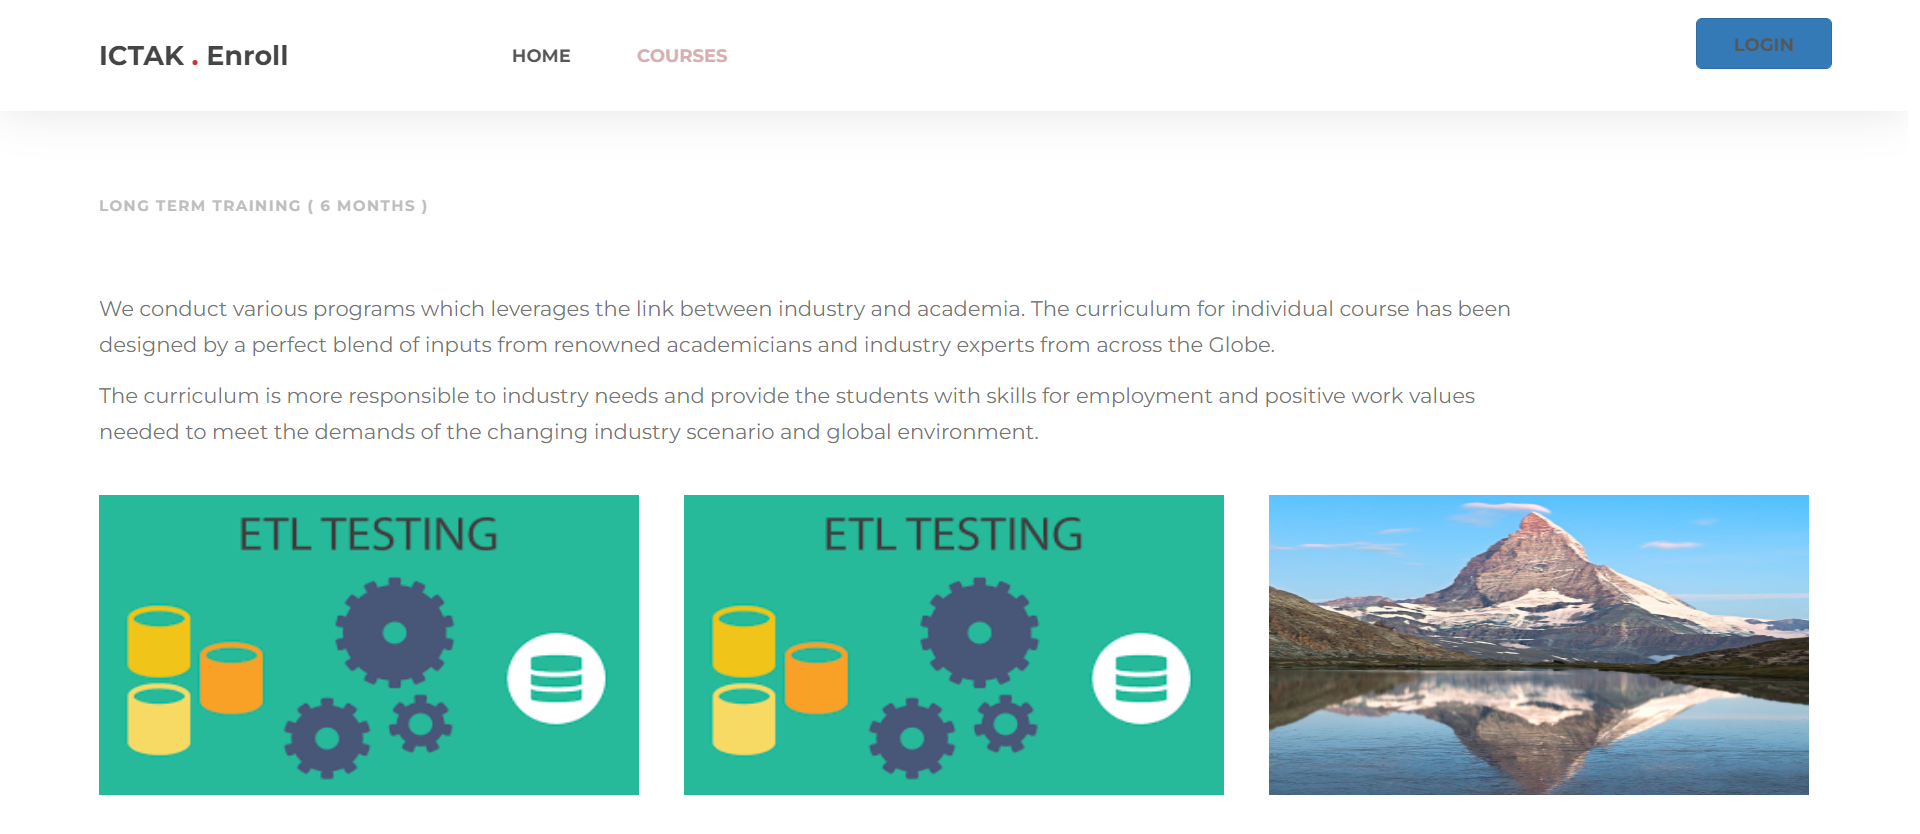 ICTAK . Enroll
HOME
COURSES
LOGIN
LONG TERM TRAINING ( 6 MONTHS )
We conduct various programs which leverages the link between industry and academia. The curriculum for individual course has been
designed by a perfect blend of inputs from renowned academicians and industry experts from across the Globe.
The curriculum is more responsible to industry needs and provide the students with skills for employment and positive work values
needed to meet the demands of the changing industry scenario and global environment.
ETL TESTING
ETL TESTING